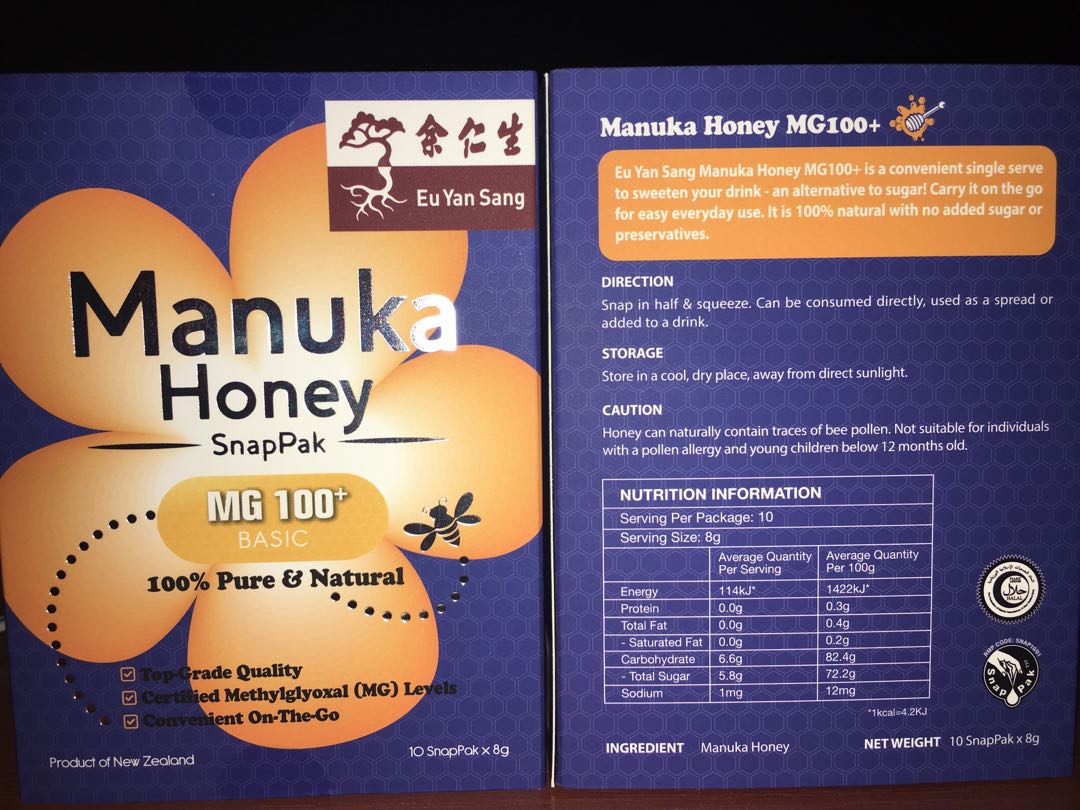 余仁生
Eu Yan Sang
Manuka
Honey
SnapPak
MG 100+
BASIC
100% Pure & Natural
Top-Grade Quality
Certified Methylglyoxal (MG) Levels
Convenient On-The-Go
Product of New Zealand
10 SnapPak x 8g
Manuka Honey MG100+
Eu Yan Sang Manuka Honey MG100+ is a convenient single serve
to sweeten your drink - an alternative to sugar! Carry it on the go
for easy everyday use. It is 100% natural with no added sugar or
preservatives.
DIRECTION
Snap in half & squeeze. Can be consumed directly, used as a spread or
added to a drink.
STORAGE
Store in a cool, dry place, away from direct sunlight.
CAUTION
Honey can naturally contain traces of bee pollen. Not suitable for individuals
with a pollen allergy and young children below 12 months old.
NUTRITION INFORMATION
Serving Per Package: 10
Serving Size: 8g
Average Quantity Per Serving Average Quantity Per 100g
Energy 114kJ* 1422kJ*
Protein 0.0g 0.3g
Total Fat 0.0g 0.4g
- Saturated Fat 0.0g 0.2g
Carbohydrate 6.6g 82.4g
- Total Sugar 5.8g 72.2g
Sodium 1mg 12mg
*1kcal=4.2KJ
حلال
HALAL
Snap Pak
INGREDIENT Manuka Honey
NET WEIGHT 10 SnapPak x 8g